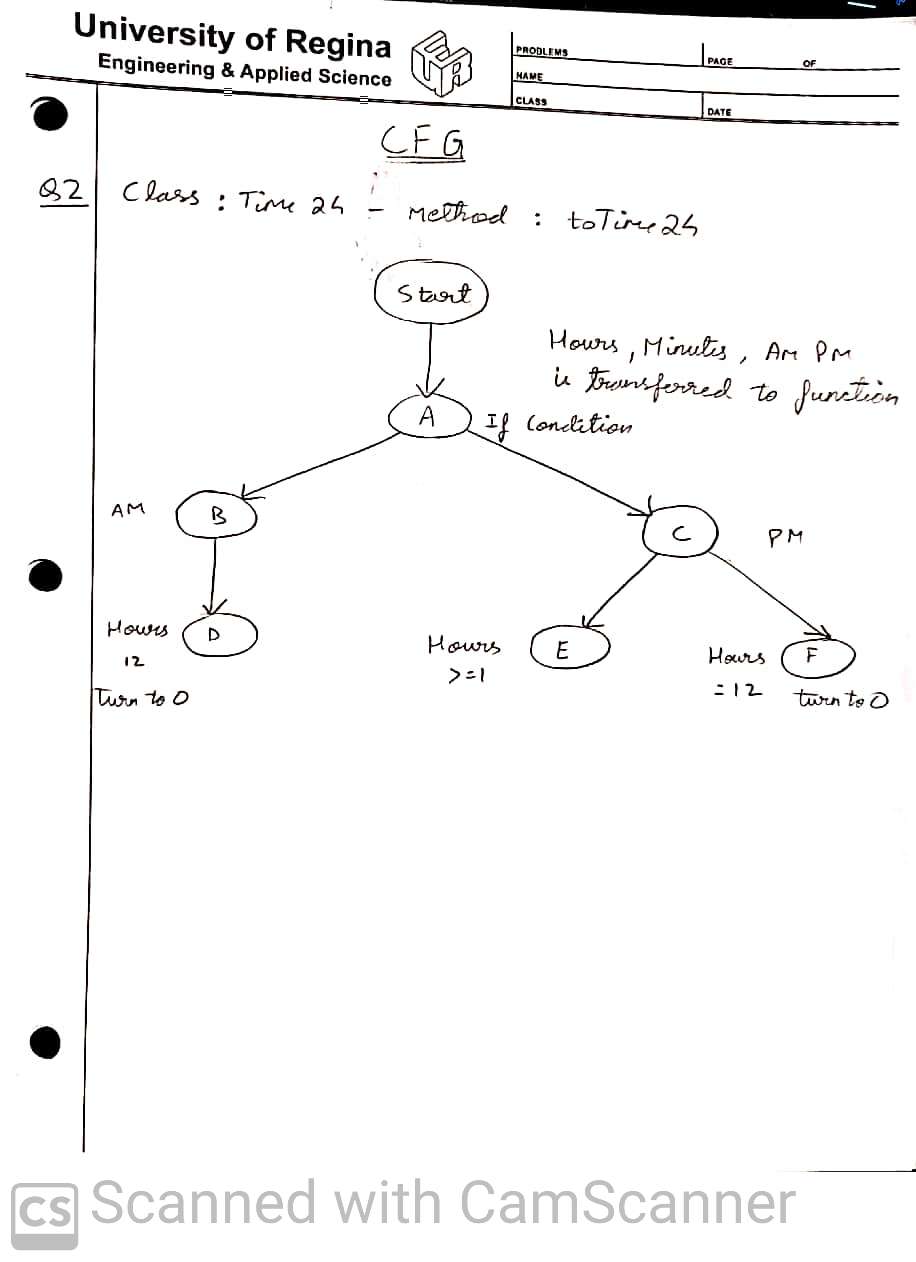 University of Regina
Engineering & Applied Science
PROBLEMS
PAGE OF
NAME
CLASS
DATE
CFG
Q2 Class : Time 24 - Method : toTime24
Start
Hours, Minutes, AM PM
is transferred to function
A If Condition
AM B
C PM
Hours D
12
Turn to 0
Hours E
>=1
Hours F
=12 turn to 0
CS Scanned with CamScanner